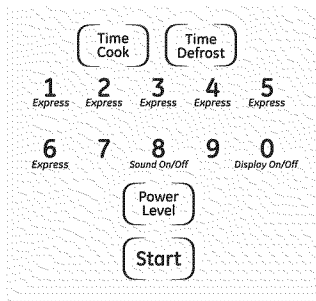 Time Time
Cook Defrost
1 2 3 4 5
Express Express Express Express Express
6 7 8 9 0
Express Sound On/Off Display On/Off
Power
Level
Start